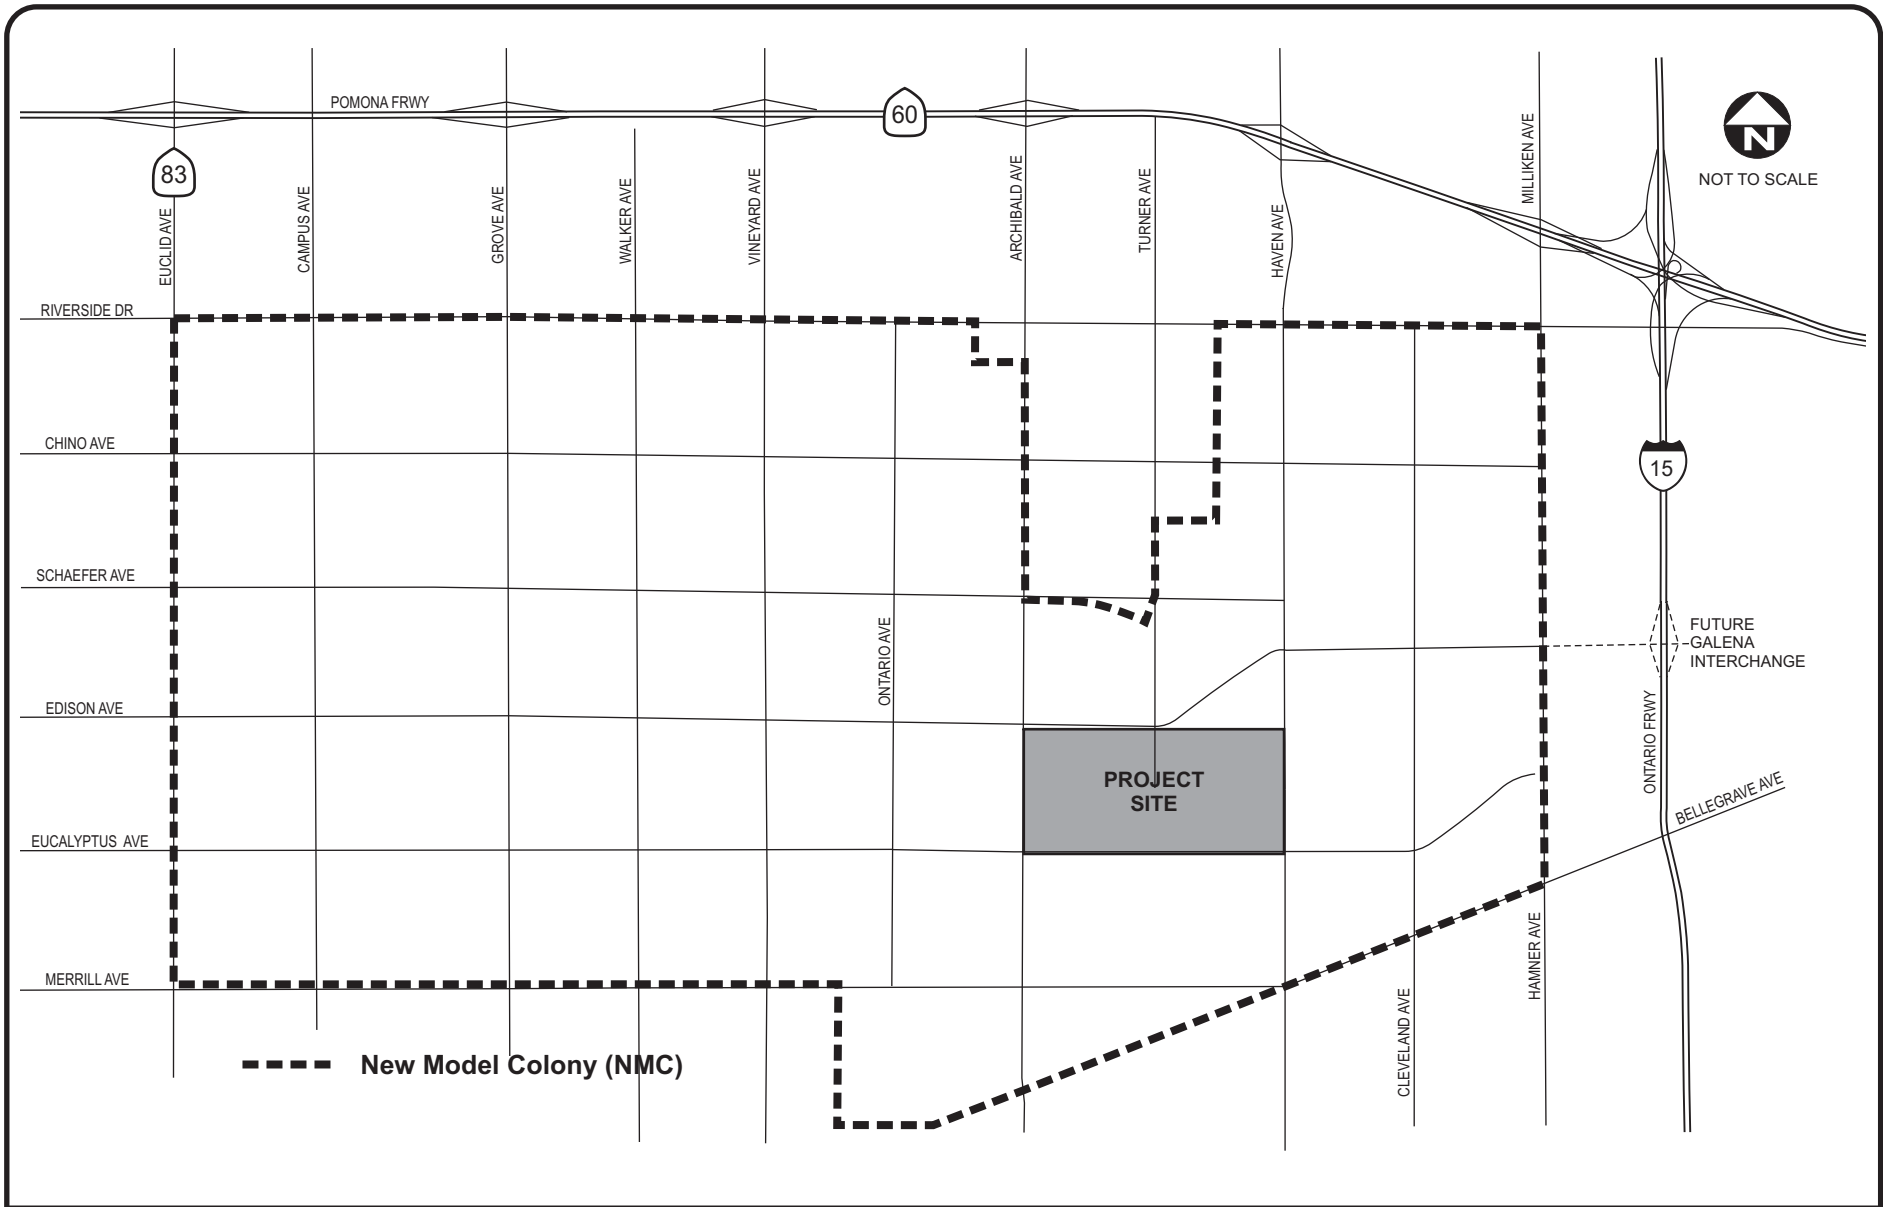 POMONA FRWY
60
83
EUCLID AVE
CAMPUS AVE
GROVE AVE
WALKER AVE
VINEYARD AVE
ARCHIBALD AVE
TURNER AVE
HAVEN AVE
MILLIKEN AVE
N
NOT TO SCALE
RIVERSIDE DR
CHINO AVE
15
SCHAEFER AVE
ONTARIO AVE
FUTURE
GALENA
INTERCHANGE
EDISON AVE
ONTARIO FRWY
PROJECT
SITE
BELLEGRAVE AVE
EUCALYPTUS AVE
MERRILL AVE
HAMNER AVE
CLEVELAND AVE
New Model Colony (NMC)